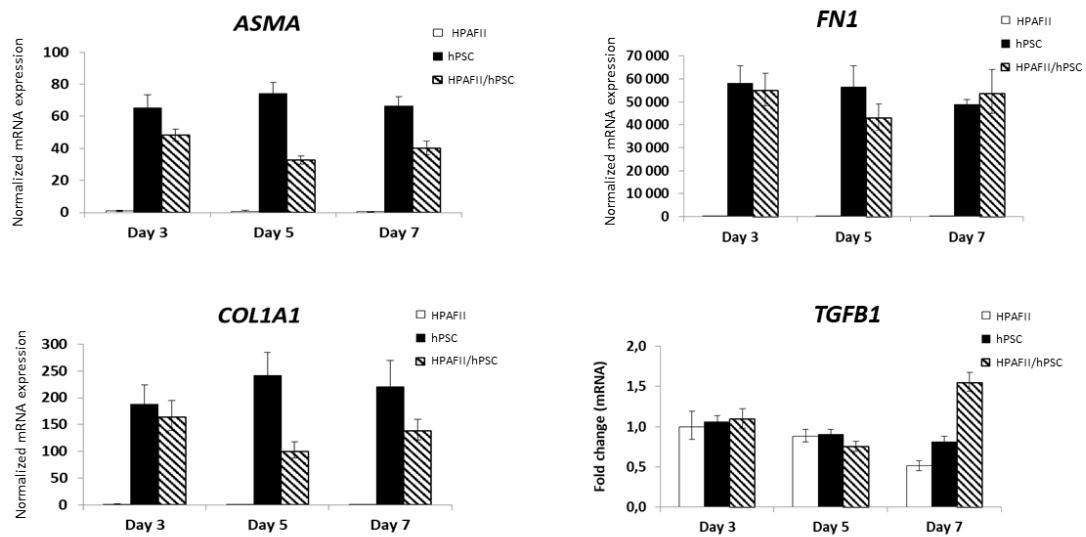 ASMA
Normalized mRNA expression
100
80
60
40
20
0
Day 3 Day 5 Day 7
HPAFII
hPSC
HPAFII/hPSC
FN1
Normalized mRNA expression
70 000
60 000
50 000
40 000
30 000
20 000
10 000
0
Day 3 Day 5 Day 7
HPAFII
hPSC
HPAFII/hPSC
COL1A1
Normalized mRNA expression
300
250
200
150
100
50
0
Day 3 Day 5 Day 7
HPAFII
hPSC
HPAFII/hPSC
TGFB1
Fold change (mRNA)
2,0
1,5
1,0
0,5
0,0
Day 3 Day 5 Day 7
HPAFII
hPSC
HPAFII/hPSC